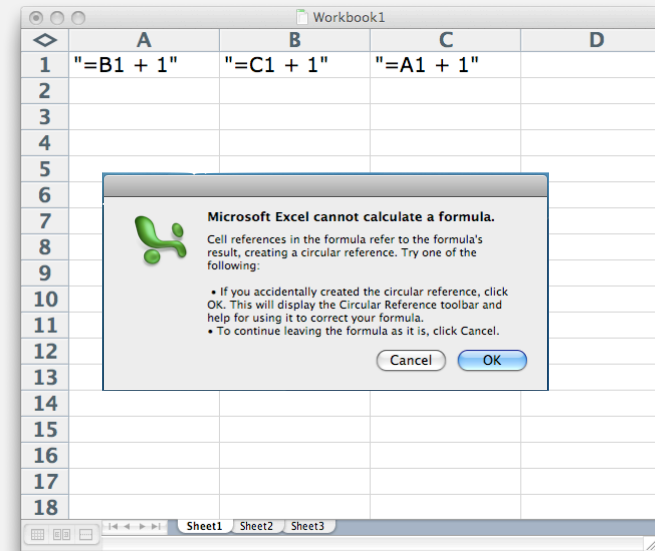 Workbook1
A B C D
1 "=B1 + 1" "=C1 + 1" "=A1 + 1"
2
3
4
5
6
7
8
9
10
11
12
13
14
15
16
17
18
Microsoft Excel cannot calculate a formula.
Cell references in the formula refer to the formula's
result, creating a circular reference. Try one of the
following:
• If you accidentally created the circular reference, click
OK. This will display the Circular Reference toolbar and
help for using it to correct your formula.
• To continue leaving the formula as it is, click Cancel.
Cancel OK
Sheet1 Sheet2 Sheet3